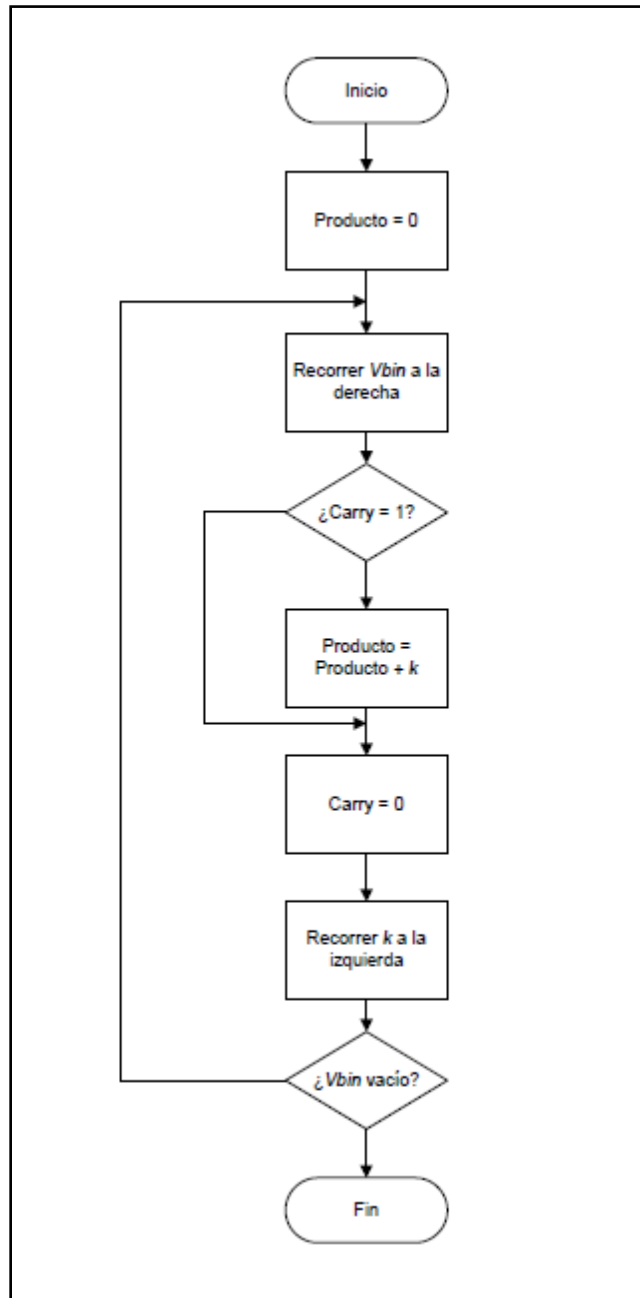 Inicio
Producto = 0
Recorrer Vbin a la
derecha
¿Carry = 1?
Producto =
Producto + k
Carry = 0
Recorrer k a la
izquierda
¿Vbin vacío?
Fin